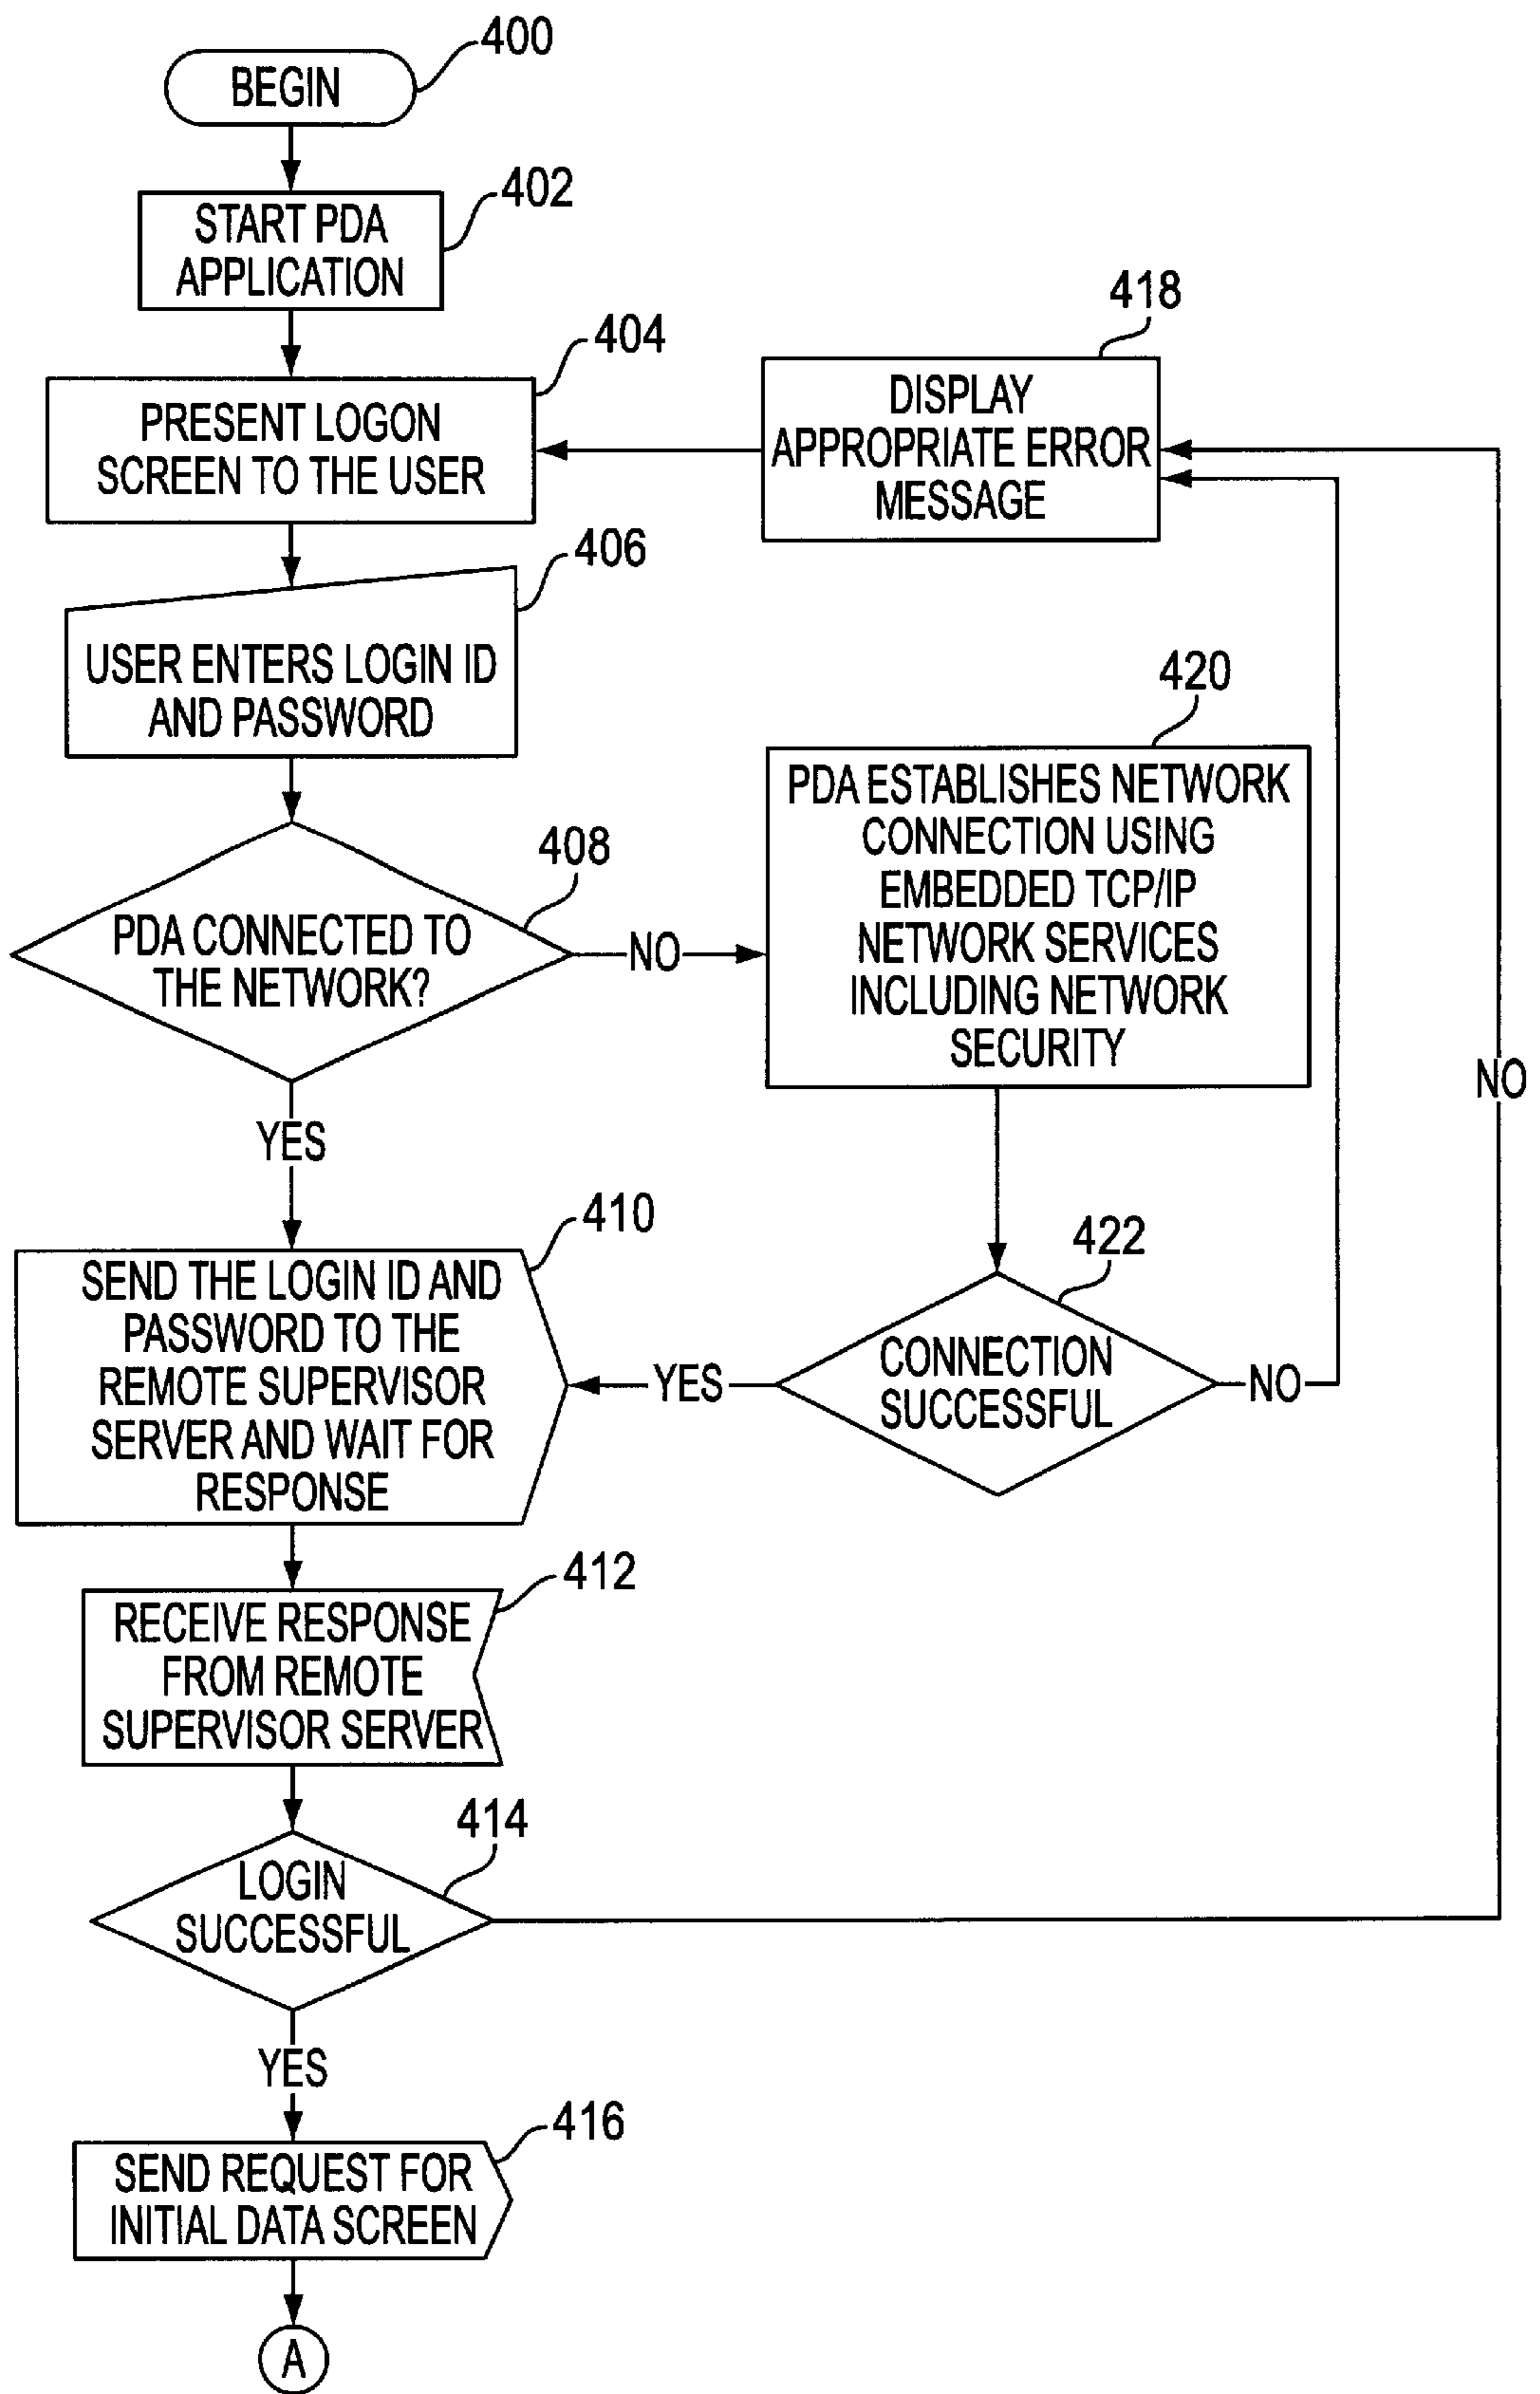 400
BEGIN
402
START PDA
APPLICATION
404
PRESENT LOGON
SCREEN TO THE USER
418
DISPLAY
APPROPRIATE ERROR
MESSAGE
406
USER ENTERS LOGIN ID
AND PASSWORD
408
PDA CONNECTED TO
THE NETWORK?
NO
420
PDA ESTABLISHES NETWORK
CONNECTION USING
EMBEDDED TCP/IP
NETWORK SERVICES
INCLUDING NETWORK
SECURITY
NO
YES
410
SEND THE LOGIN ID AND
PASSWORD TO THE
REMOTE SUPERVISOR
SERVER AND WAIT FOR
RESPONSE
422
CONNECTION
SUCCESSFUL
YES
NO
412
RECEIVE RESPONSE
FROM REMOTE
SUPERVISOR SERVER
414
LOGIN
SUCCESSFUL
YES
416
SEND REQUEST FOR
INITIAL DATA SCREEN
A